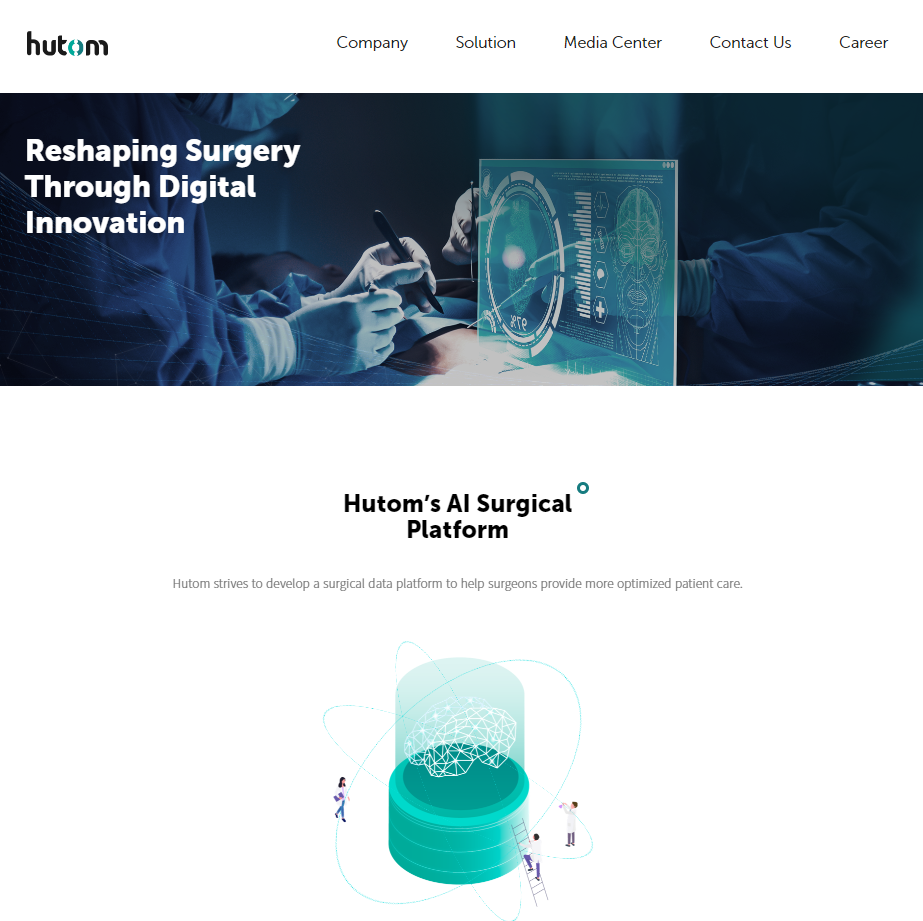 hutom
Company
Solution
Media Center
Contact Us
Career
Reshaping Surgery
Through Digital
Innovation
97%
Hutom’s AI Surgical
Platform
Hutom strives to develop a surgical data platform to help surgeons provide more optimized patient care.